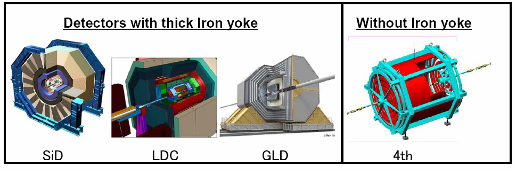 Detectors with thick Iron yoke
Without Iron yoke
SiD
LDC
GLD
4th